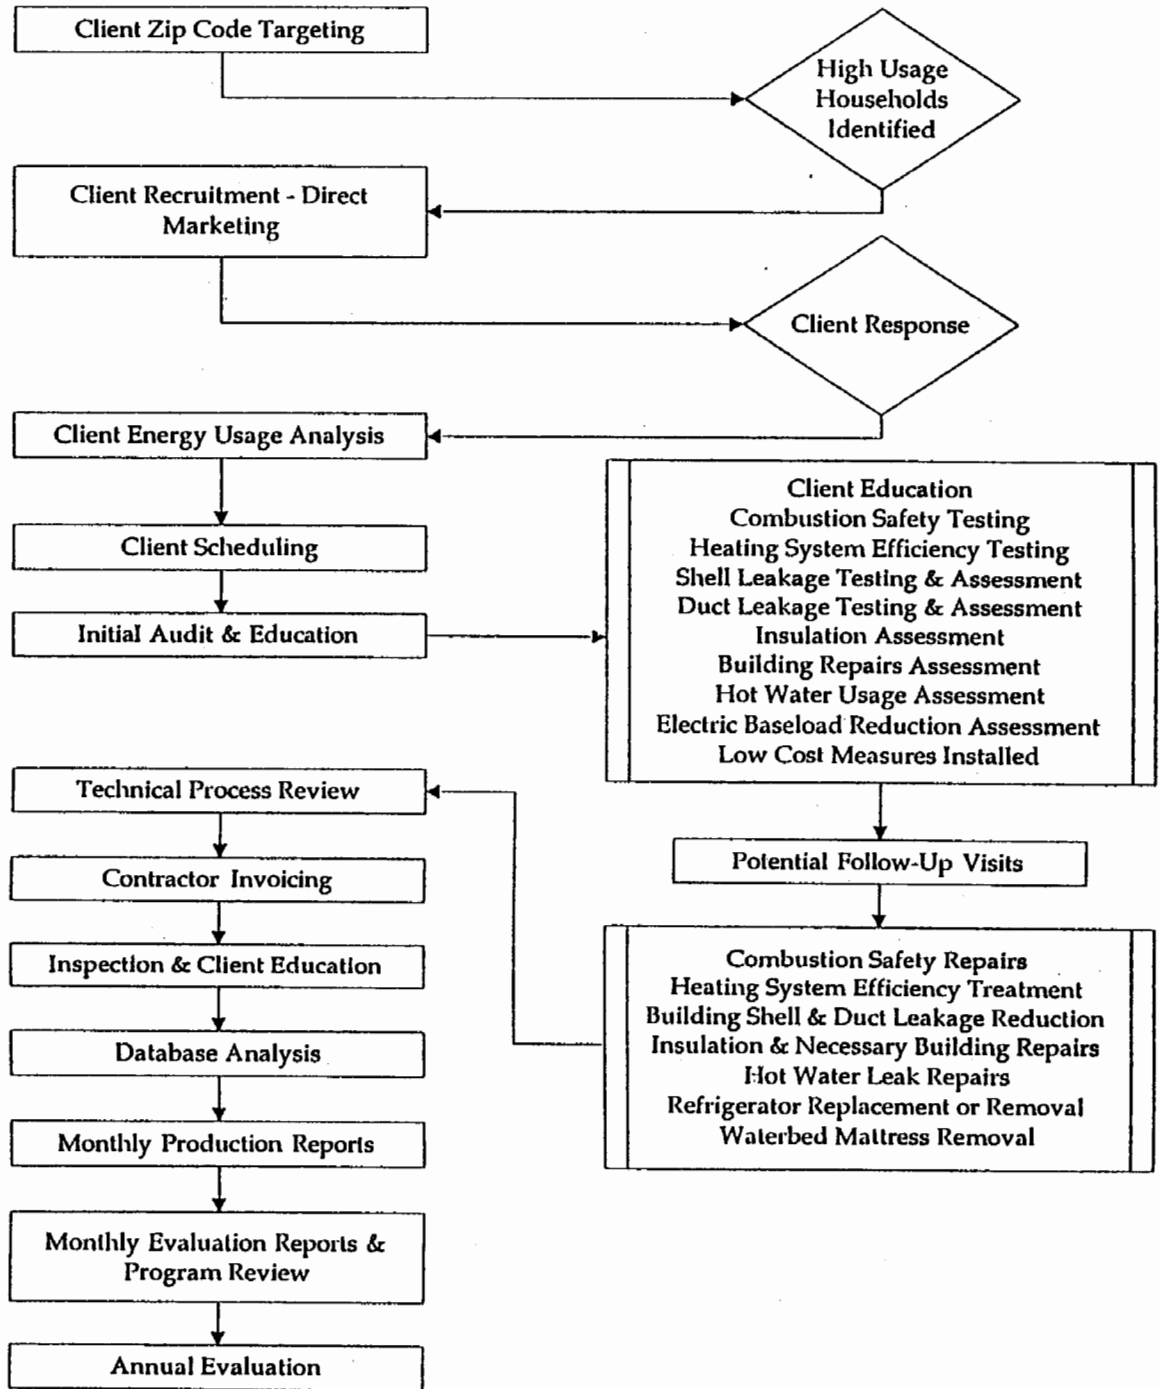 Client Zip Code Targeting
High Usage
Households
Identified
Client Recruitment - Direct
Marketing
Client Response
Client Energy Usage Analysis
Client Scheduling
Initial Audit & Education
Client Education
Combustion Safety Testing
Heating System Efficiency Testing
Shell Leakage Testing & Assessment
Duct Leakage Testing & Assessment
Insulation Assessment
Building Repairs Assessment
Hot Water Usage Assessment
Electric Baseload Reduction Assessment
Low Cost Measures Installed
Potential Follow-Up Visits
Combustion Safety Repairs
Heating System Efficiency Treatment
Building Shell & Duct Leakage Reduction
Insulation & Necessary Building Repairs
Hot Water Leak Repairs
Refrigerator Replacement or Removal
Waterbed Mattress Removal
Technical Process Review
Contractor Invoicing
Inspection & Client Education
Database Analysis
Monthly Production Reports
Monthly Evaluation Reports &
Program Review
Annual Evaluation